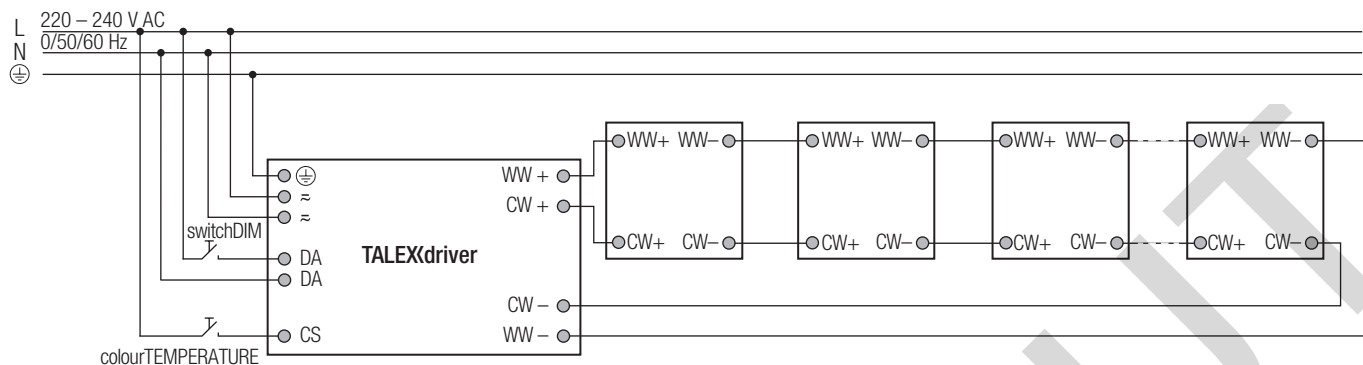 220 – 240 V AC
L
0/50/60 Hz
N
WW+ WW– WW+ WW– WW+ WW– WW+ WW–
WW +
≂
CW +
≂
switchDIM
CW+ CW– CW+ CW– CW+ CW– CW+ CW–
TALEXXdriver
DA
DA
CW –
CS
WW –
colourTEMPERATURE